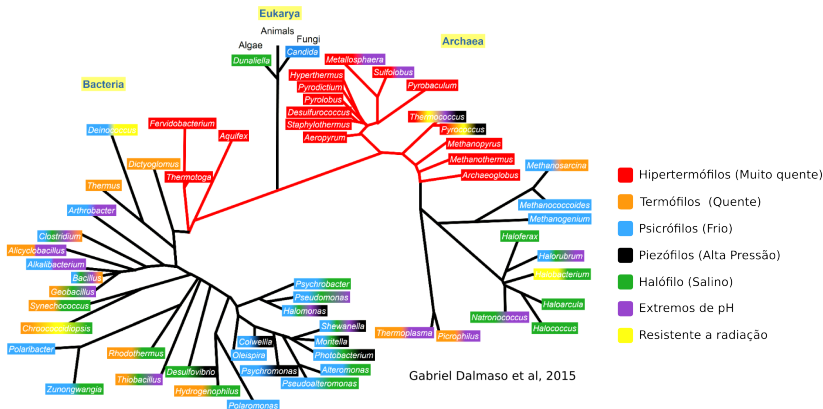 Eukarya
Animals
Algae
Fungi
Dunaliella
Candida
Archaea
Metallosphaera
Sulfolobus
Hyperthermus
Pyrodictium
Pyrolobus
Desulfurococcus
Staphylothermus
Aeropyrum
Pyrobaculum
Thermococcus
Pyrococcus
Methanopyrus
Methanothermus
Archaeoglobus
Methanosarcina
Methanococcoides
Methanogenium
Haloferax
Halorubrum
Halobacterium
Haloarcula
Natronococcus
Halococcus
Thermoplasma
Picrophilus
Bacteria
Deinococcus
Fervidobacterium
Aquifex
Dictyoglomus
Thermotoga
Thermus
Arthrobacter
Clostridium
Alicyclobacillus
Alkalibacterium
Bacillus
Geobacillus
Synechococcus
Chroococcidiopsis
Polaribacter
Zunongwangia
Rhodothermus
Thiobacillus
Desulfovibrio
Hydrogenophilus
Polaromonas
Psychrobacter
Pseudomonas
Halomonas
Shewanella
Colwellia
Moritella
Oleispira
Photobacterium
Psychromonas
Alteromonas
Pseudoalteromonas
Hipertermófilos (Muito quente)
Termófilos (Quente)
Psicrófilos (Frio)
Piezófilos (Alta Pressão)
Halófilo (Salino)
Extremos de pH
Resistente a radiação
Gabriel Dalmaso et al, 2015